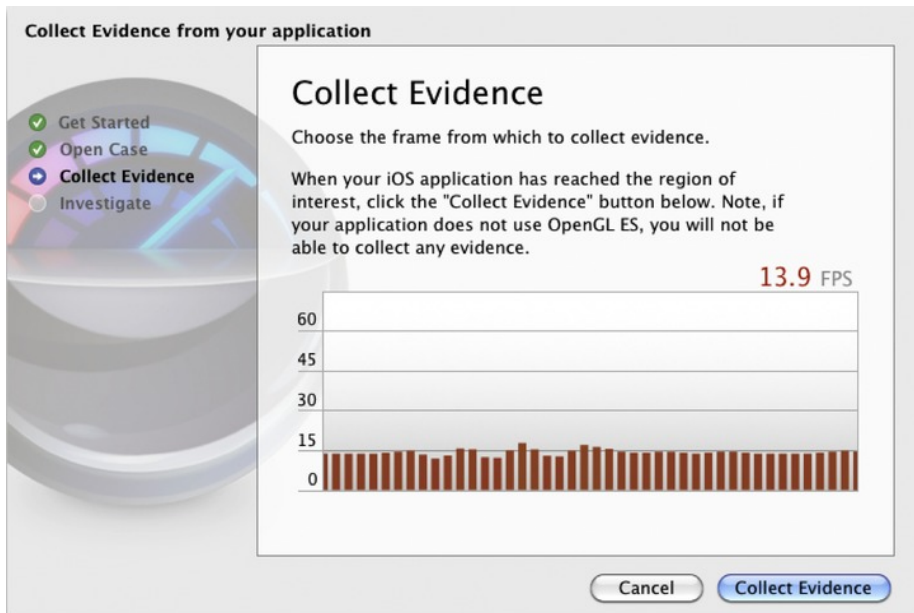 Collect Evidence from your application
Get Started
Open Case
Collect Evidence
Investigate
Collect Evidence
Choose the frame from which to collect evidence.
When your iOS application has reached the region of
interest, click the "Collect Evidence" button below. Note, if
your application does not use OpenGL ES, you will not be
able to collect any evidence.
13.9 FPS
60
45
30
15
0
Cancel
Collect Evidence